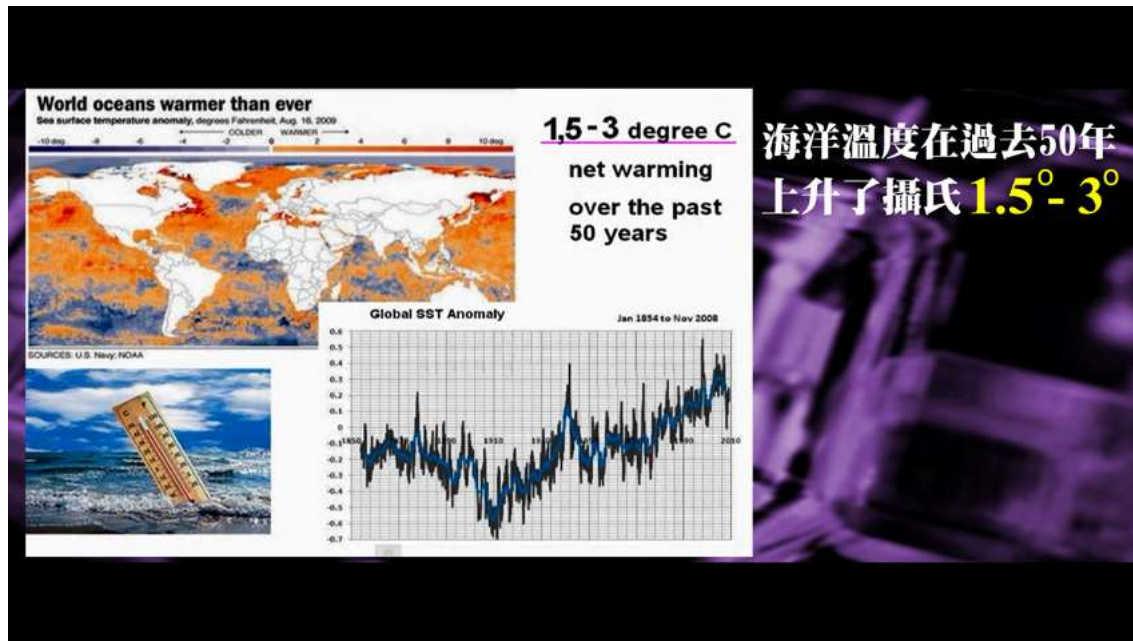 World oceans warmer than ever
Sea surface temperature anomaly, degrees Fahrenheit, Aug. 16, 2009
COLDER WARMER
-10 deg. -8 -6 -4 -2 0 2 4 6 8 10 deg.
SOURCES: U.S. Navy; NOAA
1,5-3 degree C
net warming
over the past
50 years
海洋溫度在過去50年
上升了攝氏1.5°-3°
Global SST Anomaly
Jan 1854 to Nov 2008
0.6
0.5
0.4
0.3
0.2
0.1
0
1850 1910 2010
-0.1
-0.2
-0.3
-0.4
-0.5
-0.6
-0.7